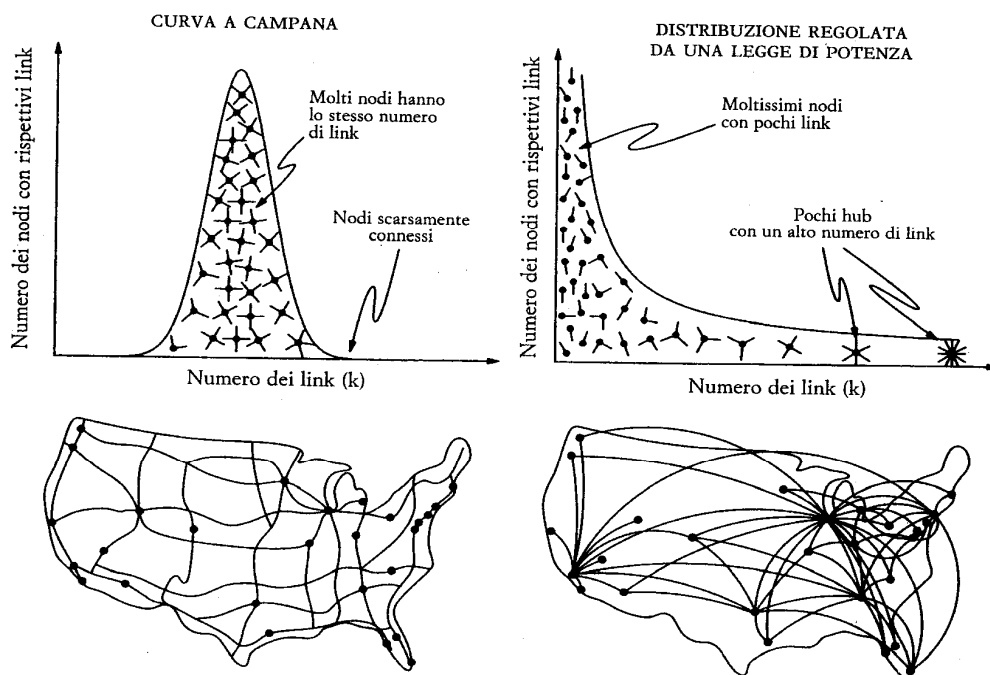 CURVA A CAMPANA
Numero dei nodi con rispettivi link
Molti nodi hanno
lo stesso numero
di link
Nodi scarsamente
connessi
Numero dei link (k)
DISTRIBUZIONE REGOLATA
DA UNA LEGGE DI POTENZA
Numero dei nodi con rispettivi link
Moltissimi nodi
con pochi link
Pochi hub
con un alto numero di link
Numero dei link (k)